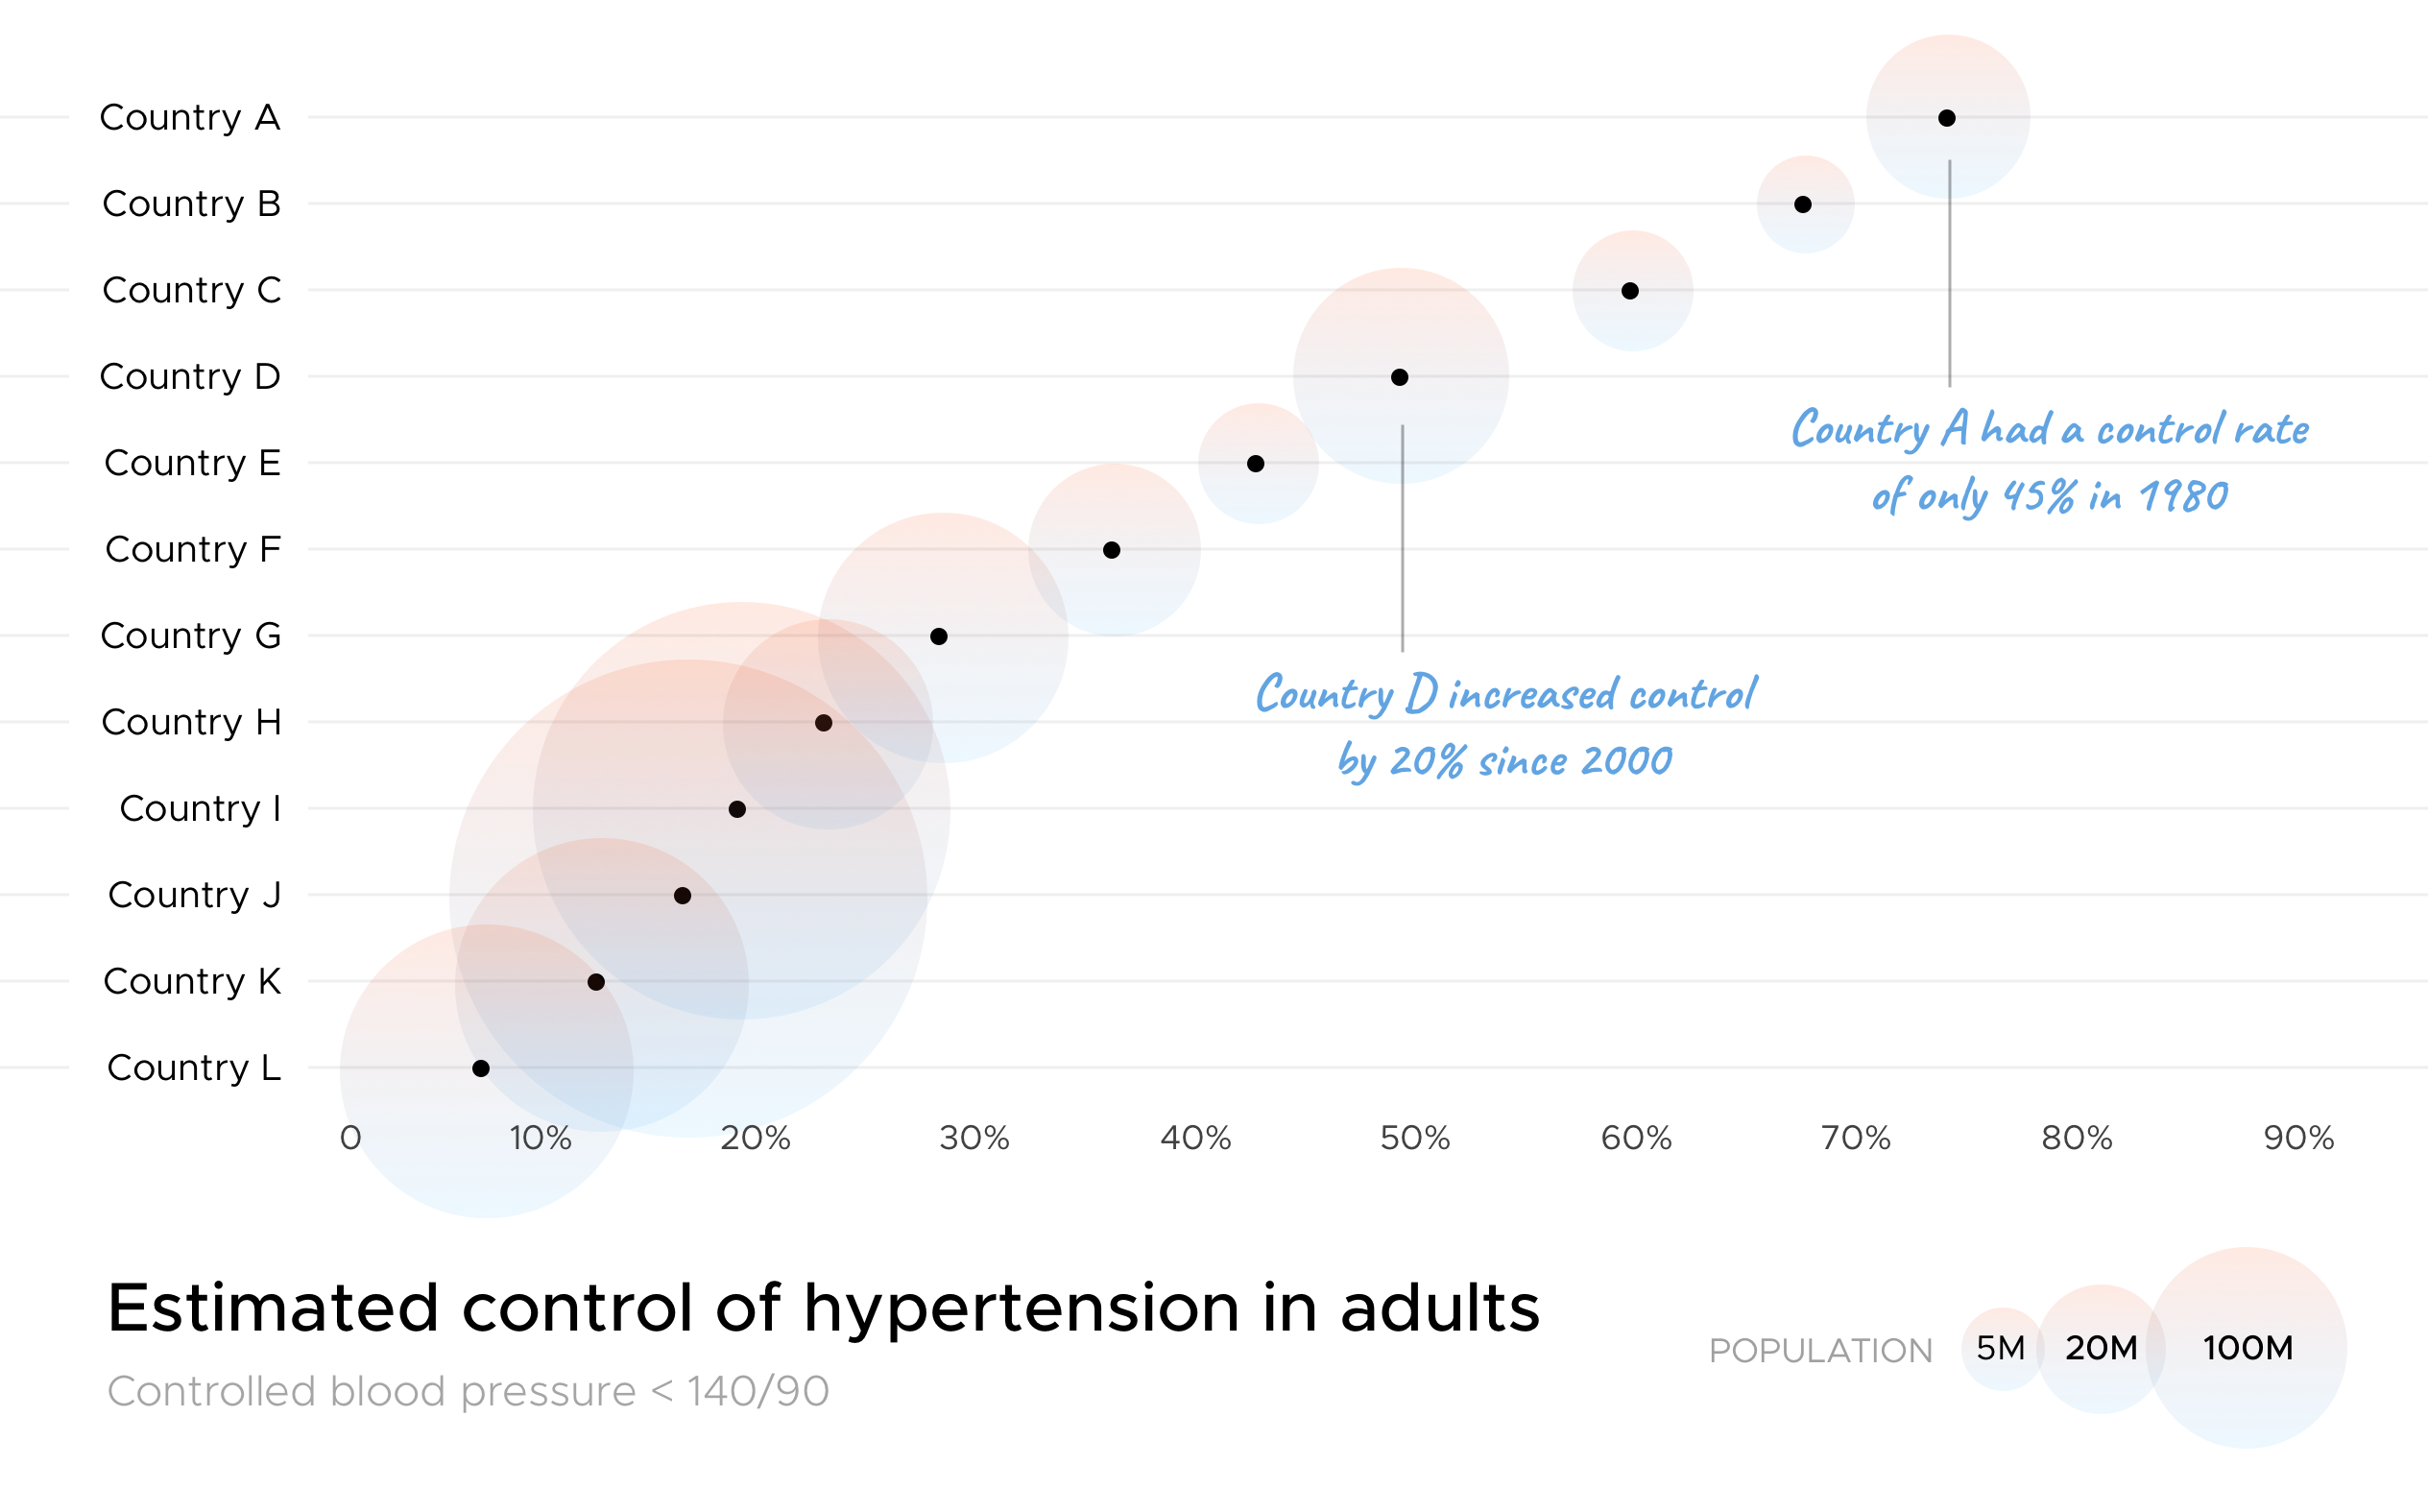 Country A
Country B
Country C
Country D
Country E
Country A had a control rate
of only 45% in 1980
Country F
Country G
Country H
Country D increased control
by 20% since 2000
Country I
Country J
Country K
Country L
0 10% 20% 30% 40% 50% 60% 70% 80% 90%
Estimated control of hypertension in adults
Controlled blood pressure < 140/90
POPULATION 5M 20M 100M